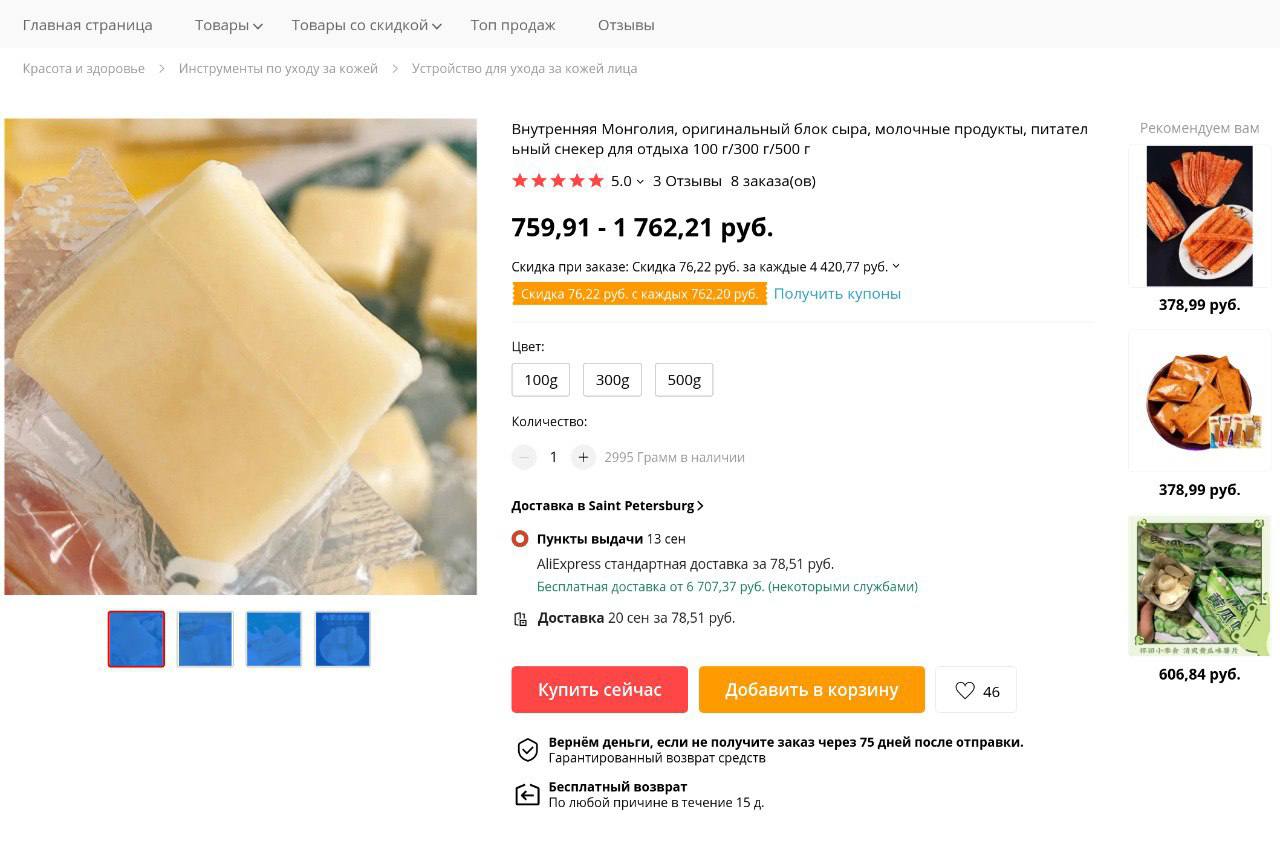 Главная страница Товары Товары со скидкой Топ продаж Отзывы
Красота и здоровье > Инструменты по уходу за кожей > Устройство для ухода за кожей лица
Внутренняя Монголия, оригинальный блок сыра, молочные продукты, питател
ьный снекер для отдыха 100 г/300 г/500 г
5.0 3 Отзывы 8 заказа(ов)
759,91 - 1 762,21 руб.
Скидка при заказе: Скидка 76,22 руб. за каждые 4 420,77 руб.
Скидка 76,22 руб. с каждых 762,20 руб. Получить купоны
Цвет:
100g 300g 500g
Количество:
1 + 2995 Грамм в наличии
Доставка в Saint Petersburg
Пункты выдачи 13 сен
AliExpress стандартная доставка за 78,51 руб.
Бесплатная доставка от 6 707,37 руб. (некоторыми службами)
Доставка 20 сен за 78,51 руб.
Купить сейчас Добавить в корзину 46
Вернём деньги, если не получите заказ через 75 дней после отправки.
Гарантированный возврат средств
Бесплатный возврат
По любой причине в течение 15 д.
Рекомендуем вам
378,99 руб.
378,99 руб.
606,84 руб.